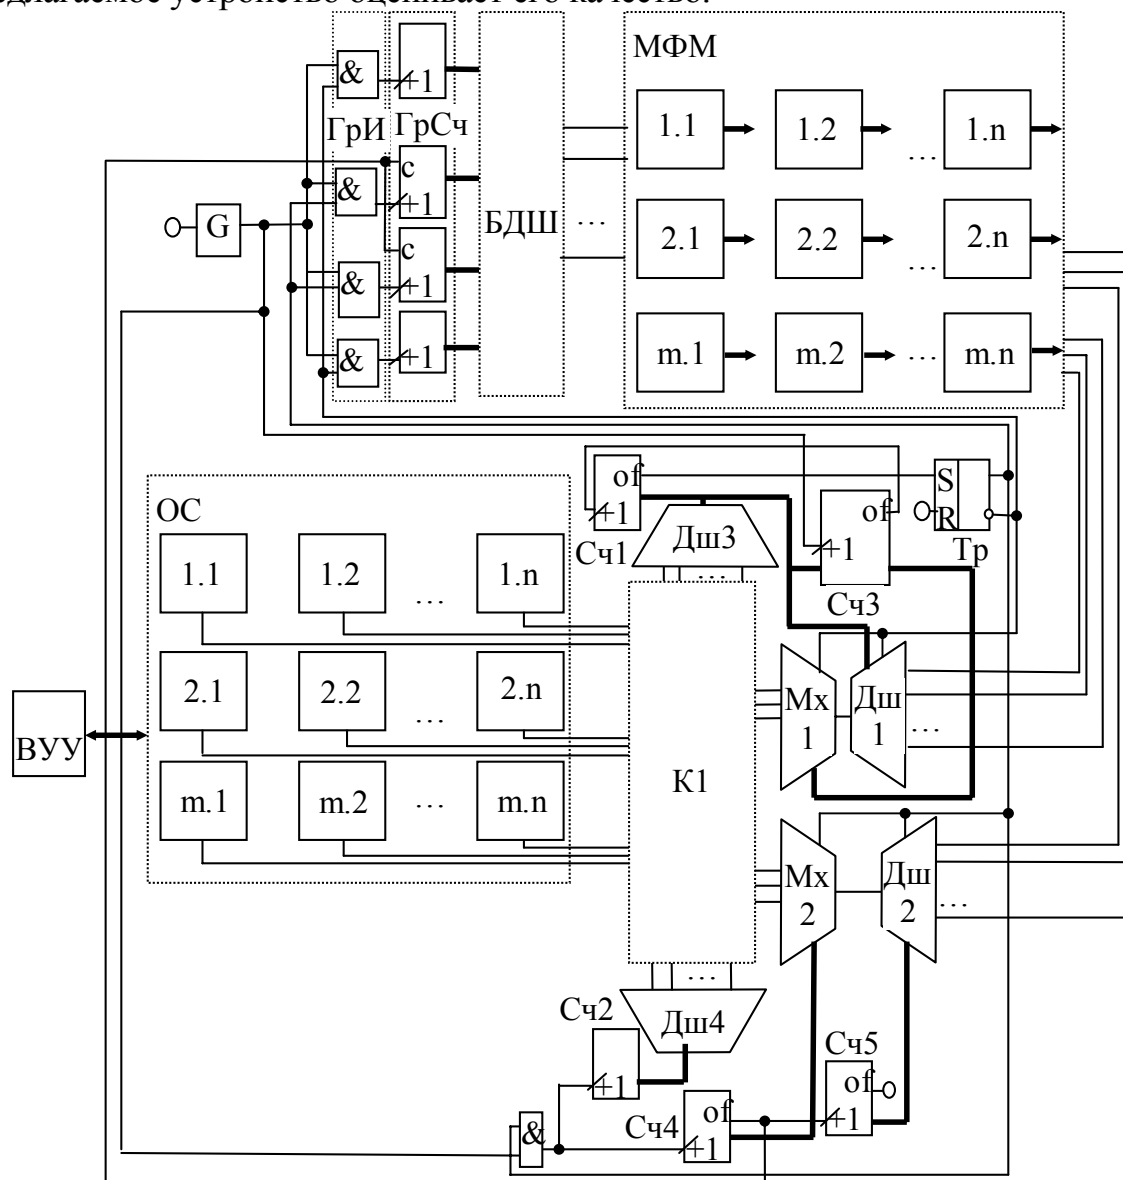 длагаемое устройство оценивает его качество.
МФМ
&
+1
ГрИ
ГрСч
1.1
1.2
...
1.n
c
&
+1
G
БДШ
...
2.1
2.2
...
2.n
c
&
+1
&
+1
m.1
m.2
...
m.n
of
+1
Сч1
Дш3
...
of
+1
Сч3
S
R
Тр
ОС
1.1
1.2
...
1.n
2.1
2.2
...
2.n
m.1
m.2
...
m.n
ВУУ
К1
Мх
1
Дш
1
...
Мх
2
Дш
2
...
...
Дш4
Сч2
+1
Сч5
of
+1
Сч4
of
+1
&